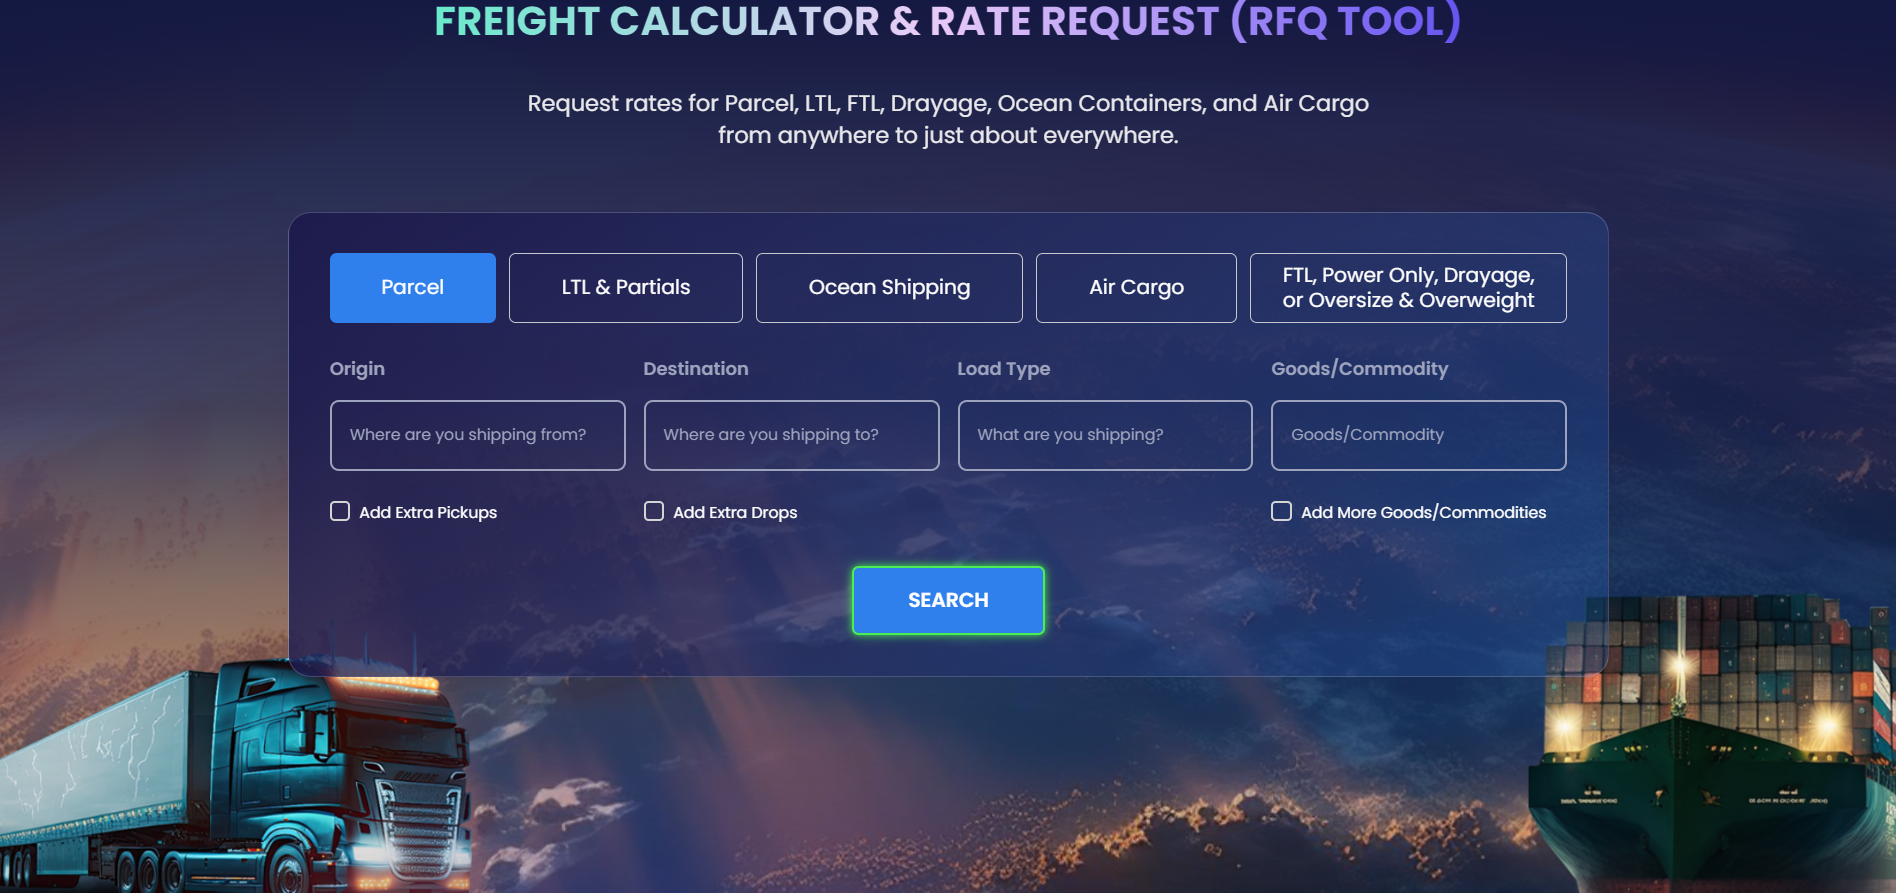 FREIGHT CALCULATOR & RATE REQUEST (RFQ TOOL)
Request rates for Parcel, LTL, FTL, Drayage, Ocean Containers, and Air Cargo
from anywhere to just about everywhere.
Parcel
LTL & Partials
Ocean Shipping
Air Cargo
FTL, Power Only, Drayage,
or Oversize & Overweight
Origin
Destination
Load Type
Goods/Commodity
Where are you shipping from?
Where are you shipping to?
What are you shipping?
Goods/Commodity
Add Extra Pickups
Add Extra Drops
Add More Goods/Commodities
SEARCH